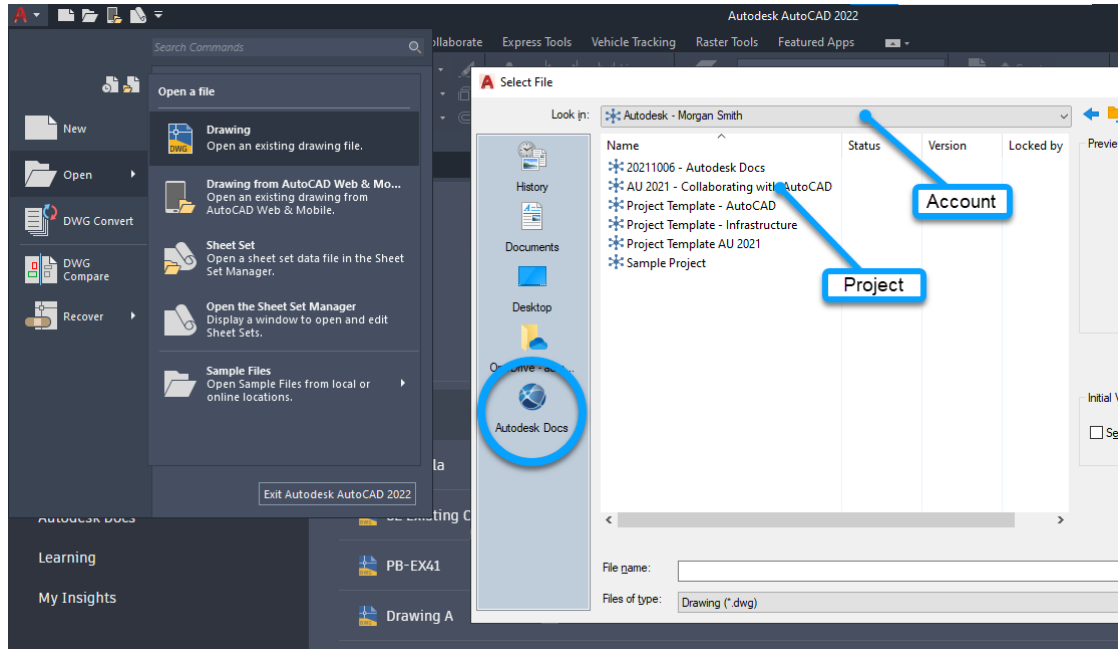 Autodesk AutoCAD 2022
Search Commands
Express Tools
Vehicle Tracking
Raster Tools
Featured Apps
New
Open
DWG Convert
DWG
Compare
Recover
Open a file
DWG
Drawing
Open an existing drawing file.
Drawing from AutoCAD Web & Mo...
Open an existing drawing from
AutoCAD Web & Mobile.
Sheet Set
Open a sheet set data file in the Sheet
Set Manager.
Open the Sheet Set Manager
Display a window to open and edit
Sheet Sets.
Sample Files
Open Sample Files from local or
online locations.
Exit Autodesk AutoCAD 2022
Learning
My Insights
PB-EX41
Drawing A
Select File
Look in:
Autodesk - Morgan Smith
History
Documents
Desktop
Autodesk Docs
Name
Status
Version
Locked by
20211006 - Autodesk Docs
AU 2021 - Collaborating with AutoCAD
Project Template - AutoCAD
Project Template - Infrastructure
Project Template AU 2021
Sample Project
Account
Project
Initial
File name:
Files of type:
Drawing (*.dwg)